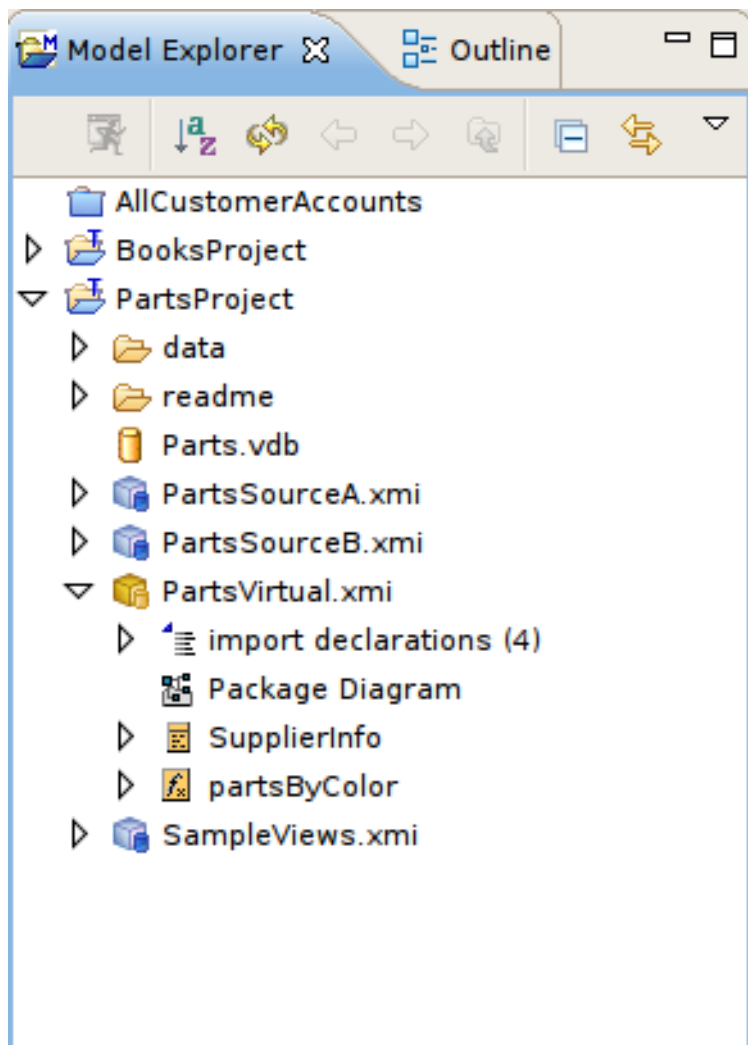 Model Explorer Outline
AllCustomerAccounts
BooksProject
PartsProject
data
readme
Parts.vdb
PartsSourceA.xmi
PartsSourceB.xmi
PartsVirtual.xmi
import declarations (4)
Package Diagram
SupplierInfo
partsByColor
SampleViews.xmi